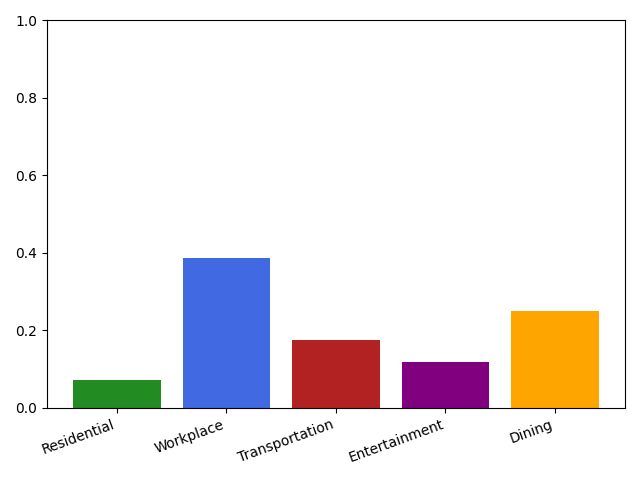 1.0
0.8
0.6
0.4
0.2
0.0
Residential
Workplace
Transportation
Entertainment
Dining